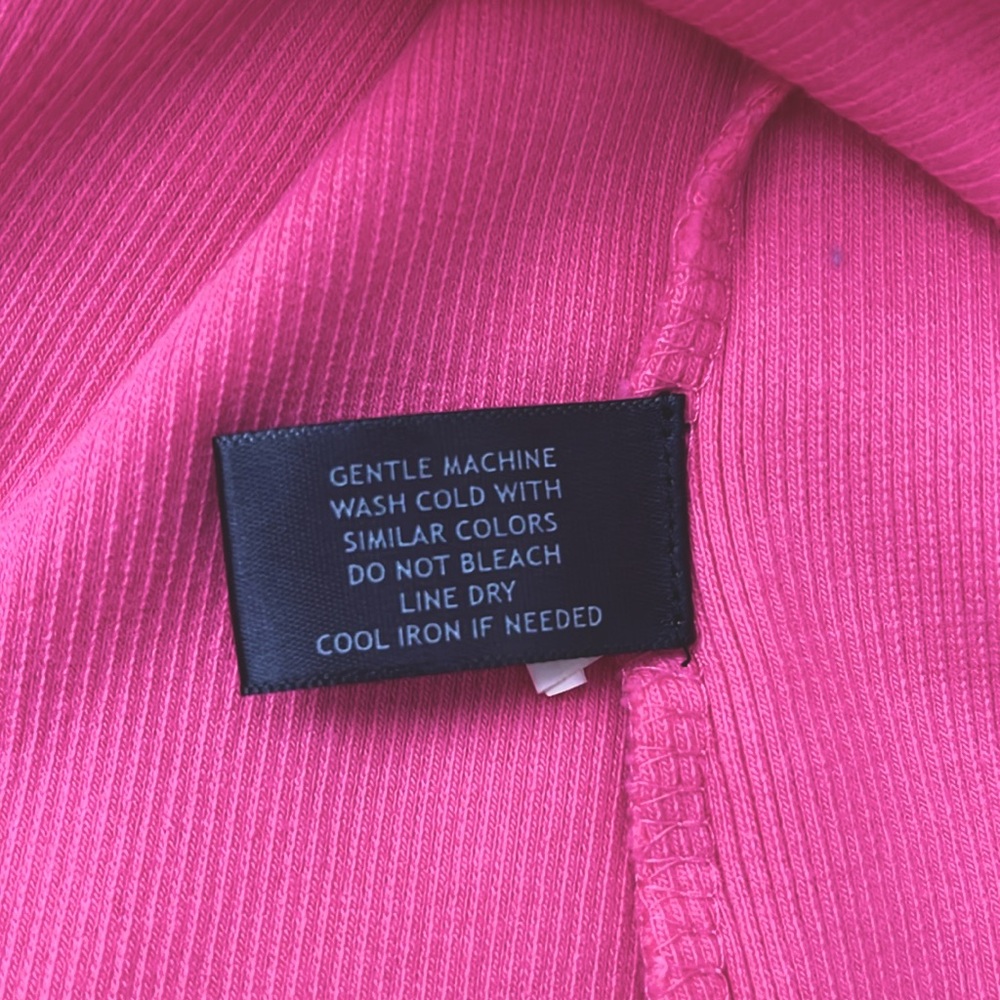 GENTLE MACHINE
WASH COLD WITH
SIMILAR COLORS
DO NOT BLEACH
LINE DRY
COOL IRON IF NEEDED